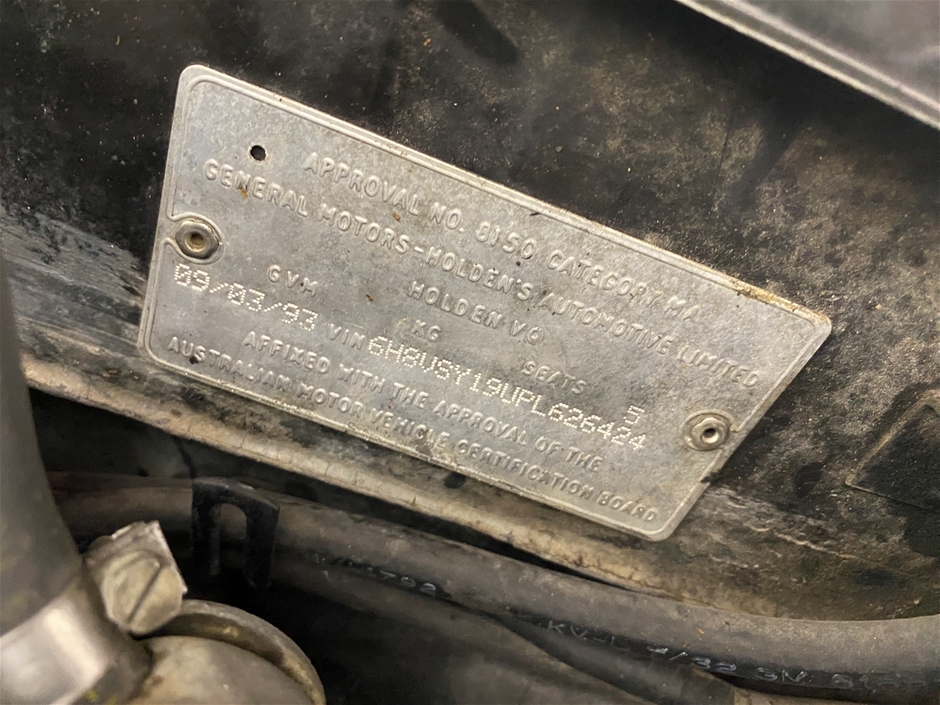 APPROVAL NO. 8150 CATEGORY MA
GENERAL MOTORS-HOLDEN'S AUTOMOTIVE LIMITED
HOLDEN VQ
GVM KG SEATS 5
09/03/93 VIN 6H8VSY19UPL626424
AFFIXED WITH THE APPROVAL OF THE
AUSTRALIAN MOTOR VEHICLE CERTIFICATION BOARD